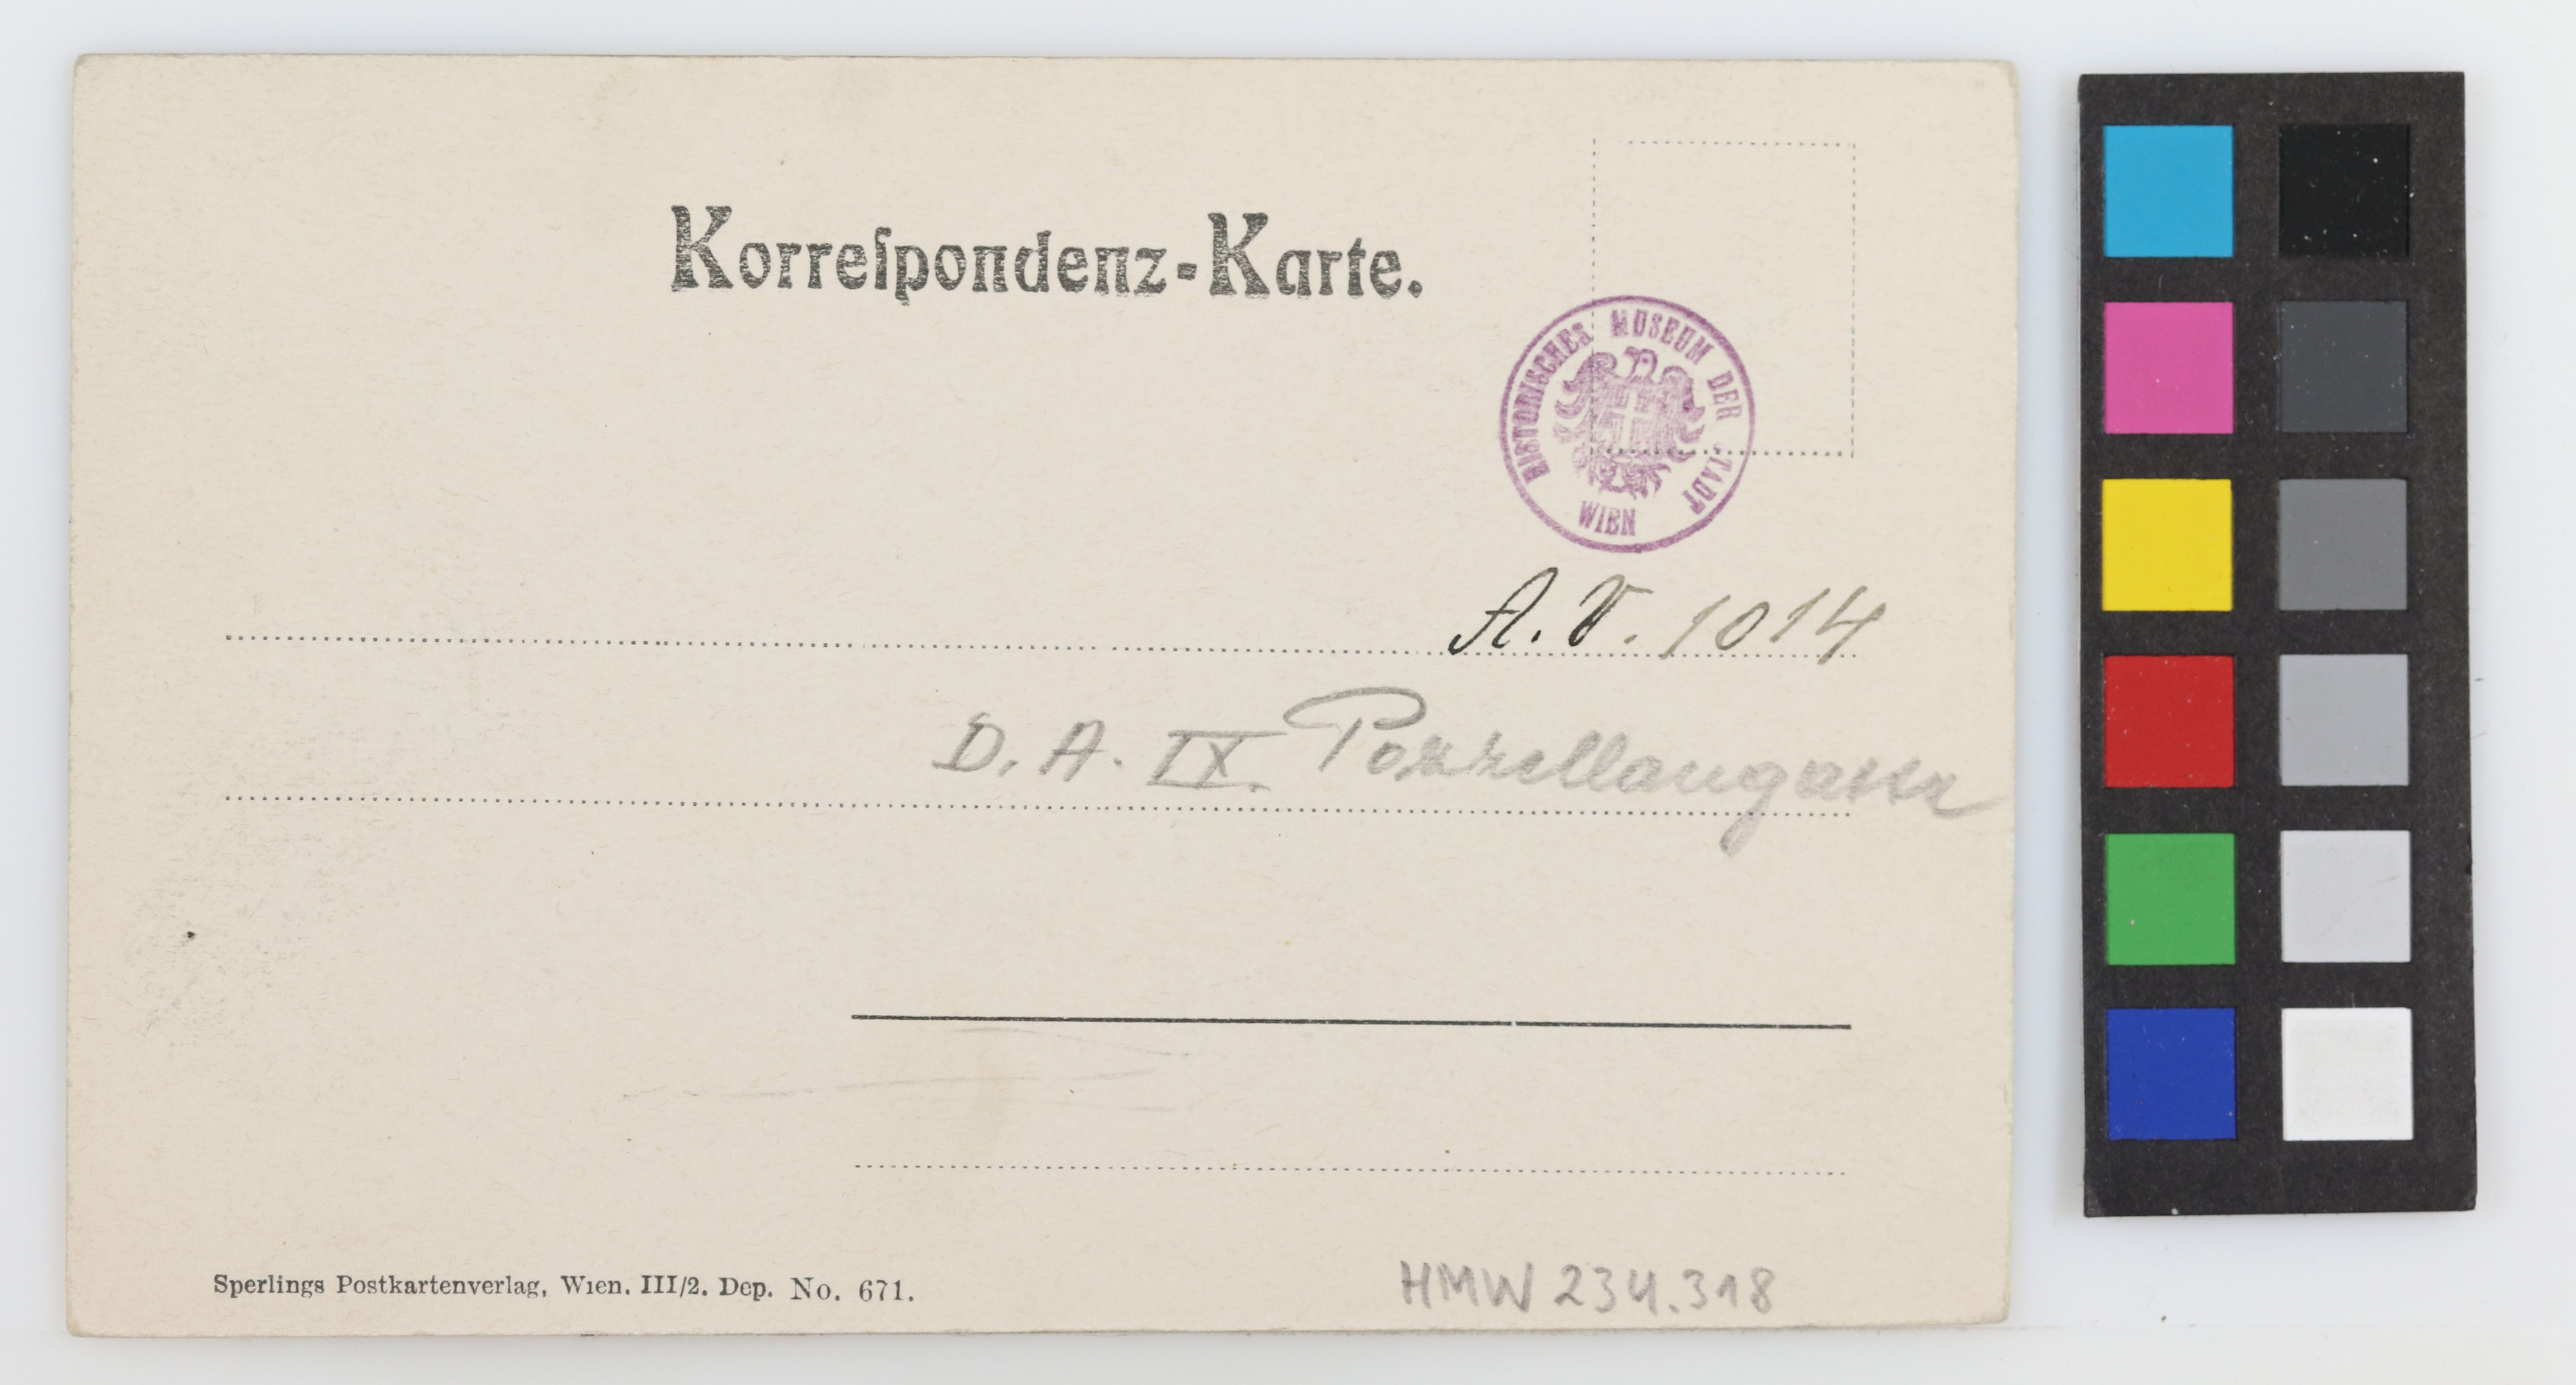 Korreſpondenz-Karte.
HISTORISCHES MUSEUM DER STADT
WIEN
A. V. 1014
D. A. IX. Porzellangasse
Sperlings Postkartenverlag, Wien. III/2. Dep. No. 671.
HMW 234.318